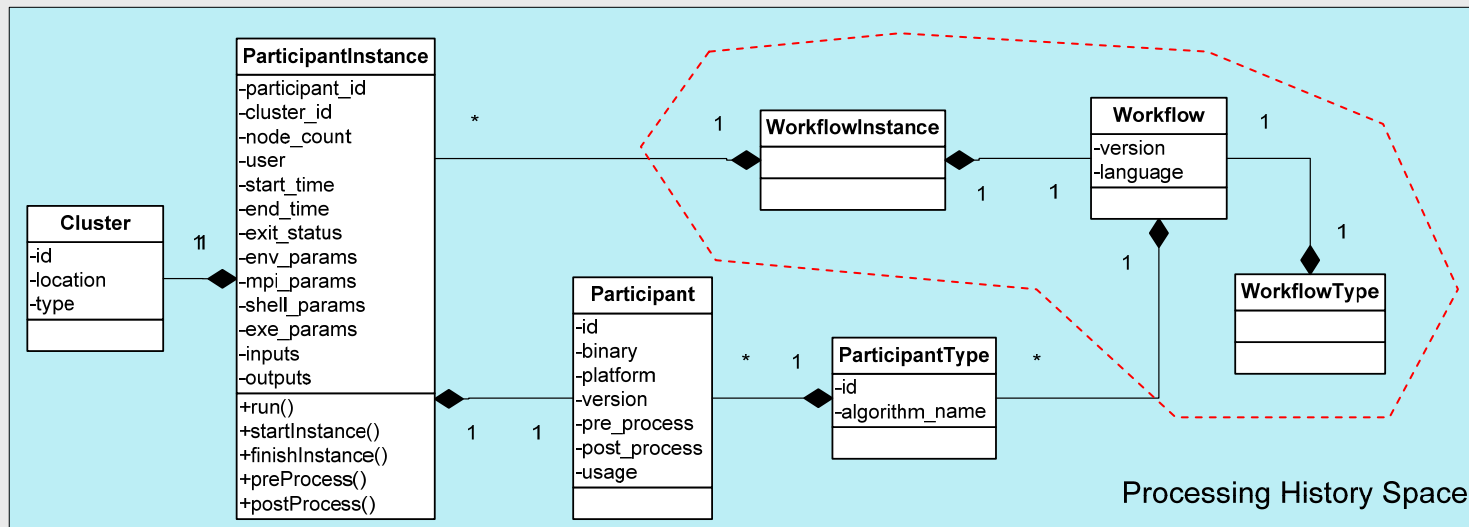 ParticipantInstance
-participant_id
-cluster_id
-node_count
-user
-start_time
-end_time
-exit_status
-env_params
-mpi_params
-shell_params
-exe_params
-inputs
-outputs
+run()
+startInstance()
+finishInstance()
+preProcess()
+postProcess()
Cluster
-id
-location
-type
1
1
*
1
WorkflowInstance
1
1
Workflow
-version
-language
1
1
WorkflowType
1
1
1
Participant
-id
-binary
-platform
-version
-pre_process
-post_process
-usage
*
1
ParticipantType
-id
-algorithm_name
*
Processing History Space